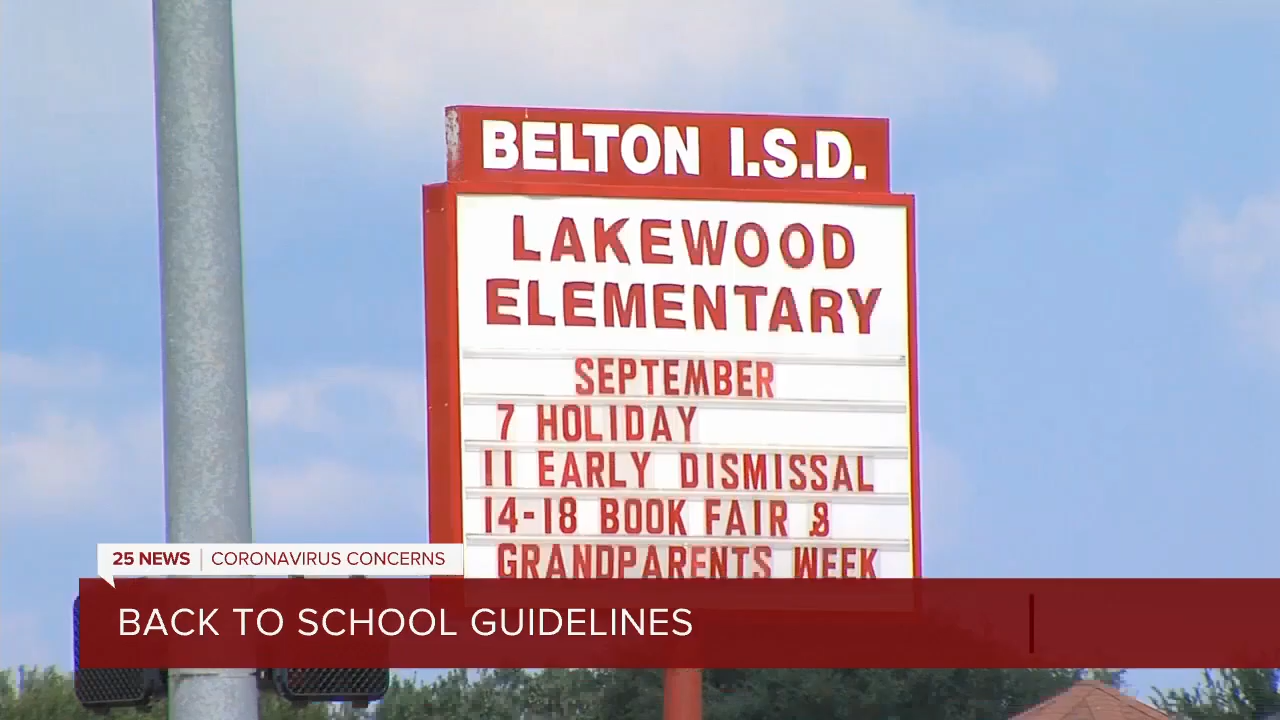 BELTON I.S.D.
LAKEWOOD
ELEMENTARY
SEPTEMBER
7 HOLIDAY
11 EARLY DISMISSAL
14-18 BOOK FAIR &
GRANDPARENTS WEEK
25 NEWS | CORONAVIRUS CONCERNS
BACK TO SCHOOL GUIDELINES